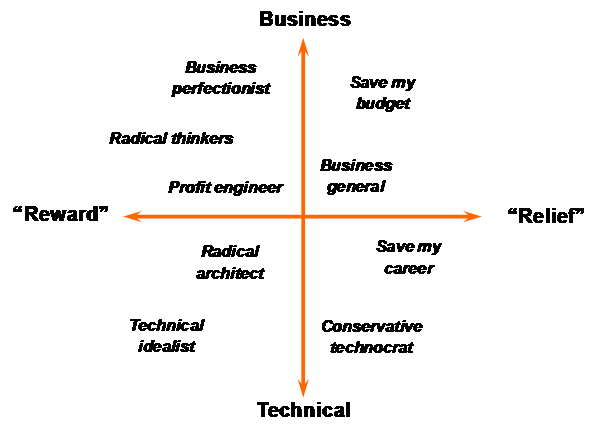 Business
Business
perfectionist
Save my
budget
Radical thinkers
Business
general
Profit engineer
“Reward”
“Relief”
Radical
architect
Save my
career
Technical
idealist
Conservative
technocrat
Technical